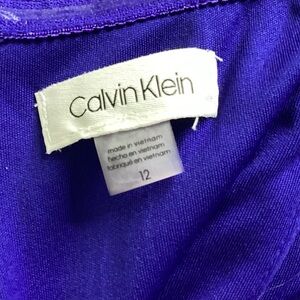 Calvin Klein
made in vietnam
hecho en vietnam
fabriqué en vietnam
12